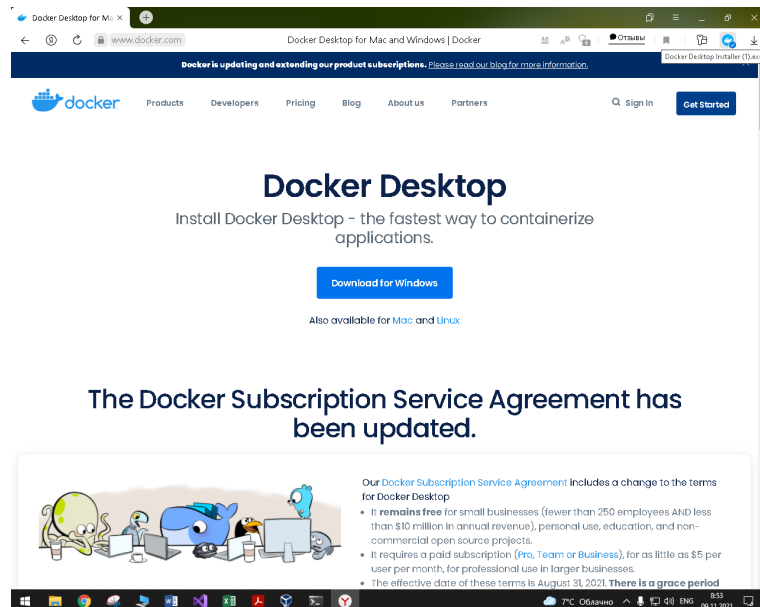 Docker Desktop for Ma
www.docker.com
Docker Desktop for Mac and Windows | Docker
Отзывы
Docker Desktop Installer (1).ex
Docker is updating and extending our product subscriptions. Please read our blog for more information.
docker
Products
Developers
Pricing
Blog
About us
Partners
Sign In
Get Started
Docker Desktop
Install Docker Desktop – the fastest way to containerize
applications.
Download for Windows
Also available for Mac and Linux
The Docker Subscription Service Agreement has
been updated.
Our Docker Subscription Service Agreement includes a change to the terms
for Docker Desktop
It remains free for small businesses (fewer than 250 employees AND less
than $10 million in annual revenue), personal use, education, and non-
commercial open source projects.
It requires a paid subscription (Pro, Team or Business), for as little as $5 per
user per month, for professional use in larger businesses.
The effective date of these terms is August 31, 2021. There is a grace period
7°C Облачно
ENG
8:53
09.11.2021